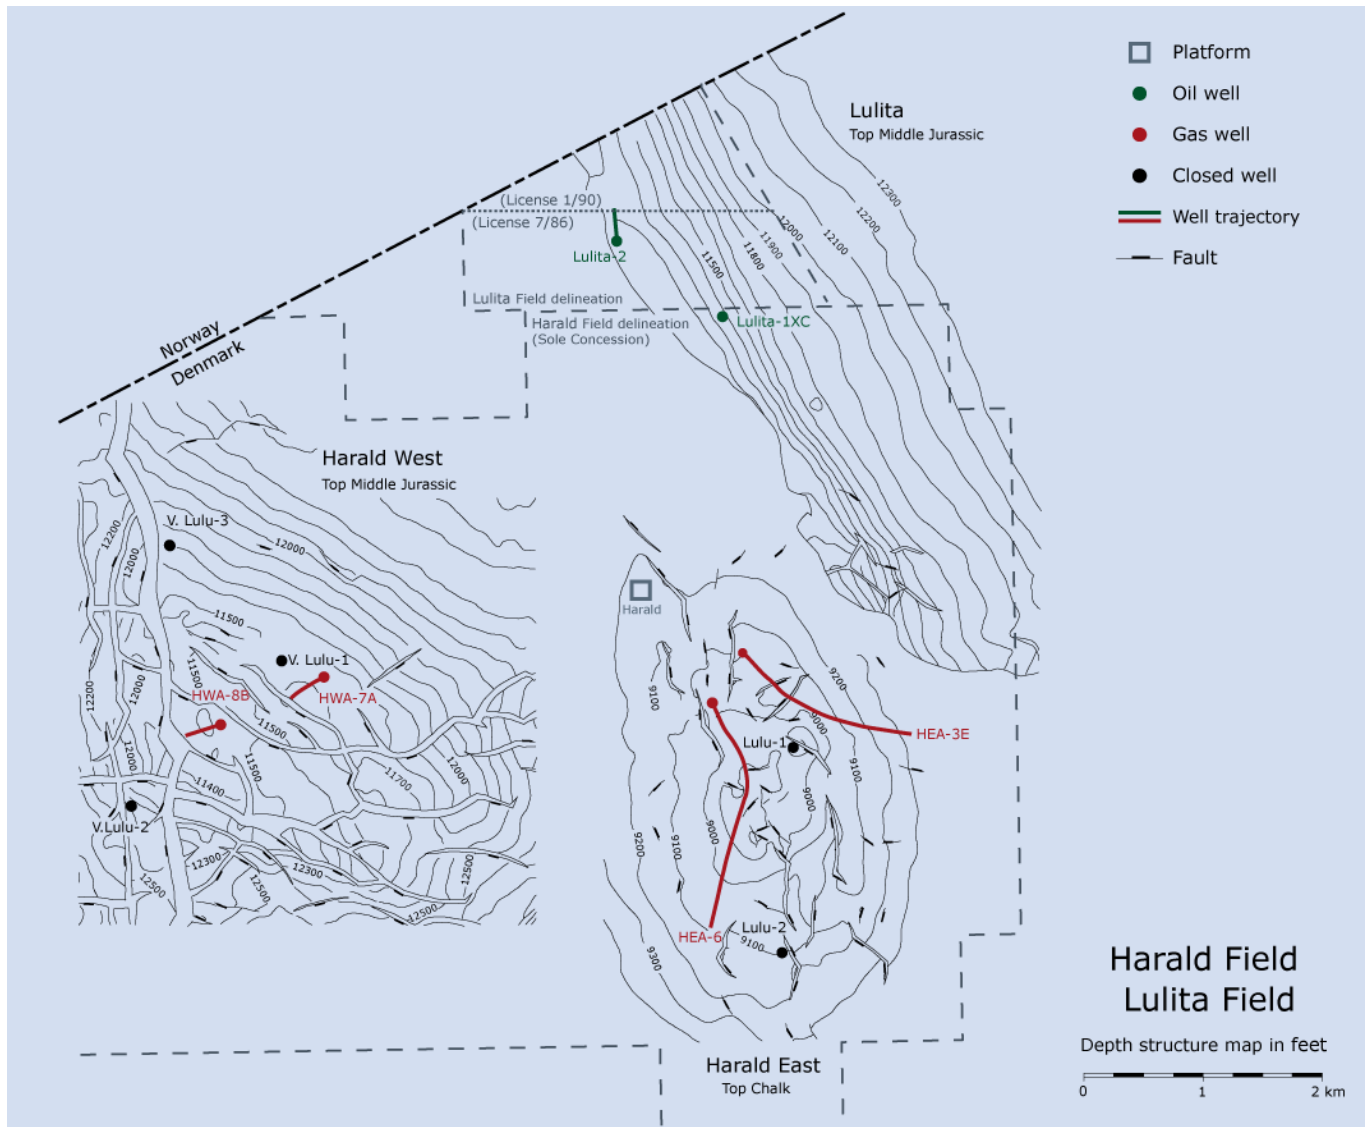 Platform
Oil well
Gas well
Closed well
Well trajectory
Fault
Lulita
Top Middle Jurassic
12300
12200
12100
12000
11900
11800
11500
(License 1/90)
(License 7/86)
Lulita-2
Lulita Field delineation
Harald Field delineation
(Sole Concession)
Lulita-1XC
Norway
Denmark
Harald West
Top Middle Jurassic
V. Lulu-3
12200
12000
12000
11500
V. Lulu-1
11500
HWA-8B
HWA-7A
12200
12000
11500
12000
11500
11700
12000
11400
V.Lulu-2
12300
12300
12500
12500
12500
12500
Harald
9100
9200
9000
HEA-3E
Lulu-1
9100
9000
9000
9200
9100
HEA-6
Lulu-2
9100
9300
Harald East
Top Chalk
Harald Field
Lulita Field
Depth structure map in feet
0 1 2 km